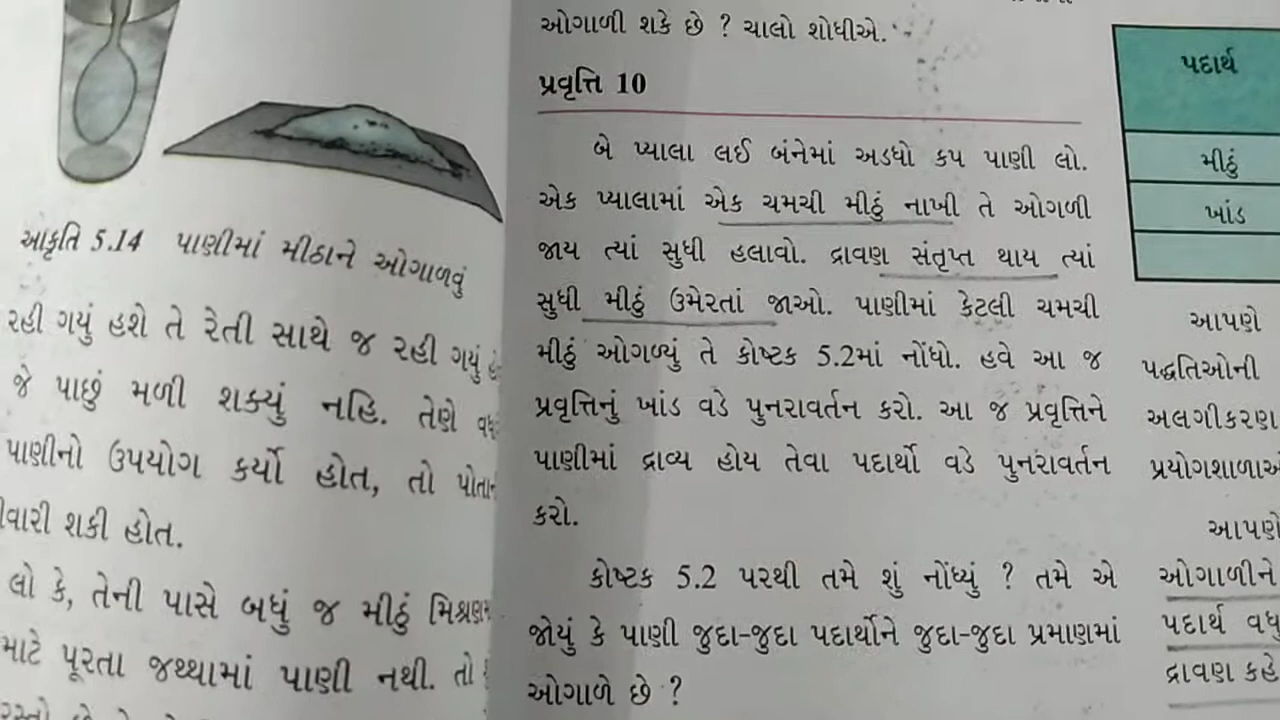 આકૃતિ 5.14 પાણીમાં મીઠાને ઓગાળવું
રહી ગયું હશે તે રેતી સાથે જ રહી ગયું
જે પાછું મળી શક્યું નહિ. તેણે
પાણીનો ઉપયોગ કર્યો હોત, તો
શકી હોત.
લો કે, તેની પાસે બધું જ મીઠું
માટે પૂરતા જથ્થામાં પાણી નથી. તો
ઓગાળી શકે છે ? ચાલો શોધીએ.
પ્રવૃત્તિ 10
બે પ્યાલા લઈ બંનેમાં અડધો કપ પાણી લો.
એક પ્યાલામાં એક ચમચી મીઠું નાખી તે ઓગળી
જાય ત્યાં સુધી હલાવો. દ્રાવણ સંતૃપ્ત થાય ત્યાં
સુધી મીઠું ઉમેરતાં જાઓ. પાણીમાં કેટલી ચમચી
મીઠું ઓગળ્યું તે કોષ્ટક 5.2માં નોંધો. હવે આ જ
પ્રવૃત્તિનું ખાંડ વડે પુનરાવર્તન કરો. આ જ પ્રવૃત્તિને
પાણીમાં દ્રાવ્ય હોય તેવા પદાર્થો વડે પુનરાવર્તન
કરો.
કોષ્ટક 5.2 પરથી તમે શું નોંધ્યું ? તમે એ
જોયું કે પાણી જુદા-જુદા પદાર્થોને જુદા-જુદા પ્રમાણમાં
ઓગાળે છે ?
પદાર્થ
મીઠું
ખાંડ
આપણે
પદ્ધતિઓની
અલગીકરણ
આપણે
ઓગાળીને
પદાર્થ વધુ
દ્રાવણ કહે